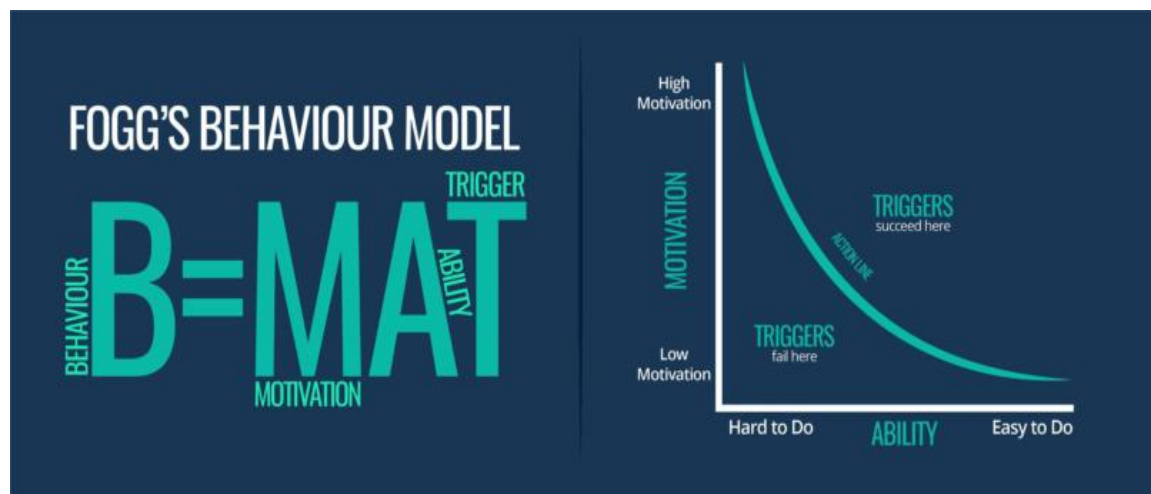 FOGG'S BEHAVIOUR MODEL
TRIGGER
B=MAT
BEHAVIOUR
ABILITY
MOTIVATION
High
Motivation
MOTIVATION
TRIGGERS
succeed here
ACTION LINE
TRIGGERS
fail here
Low
Motivation
Hard to Do
ABILITY
Easy to Do